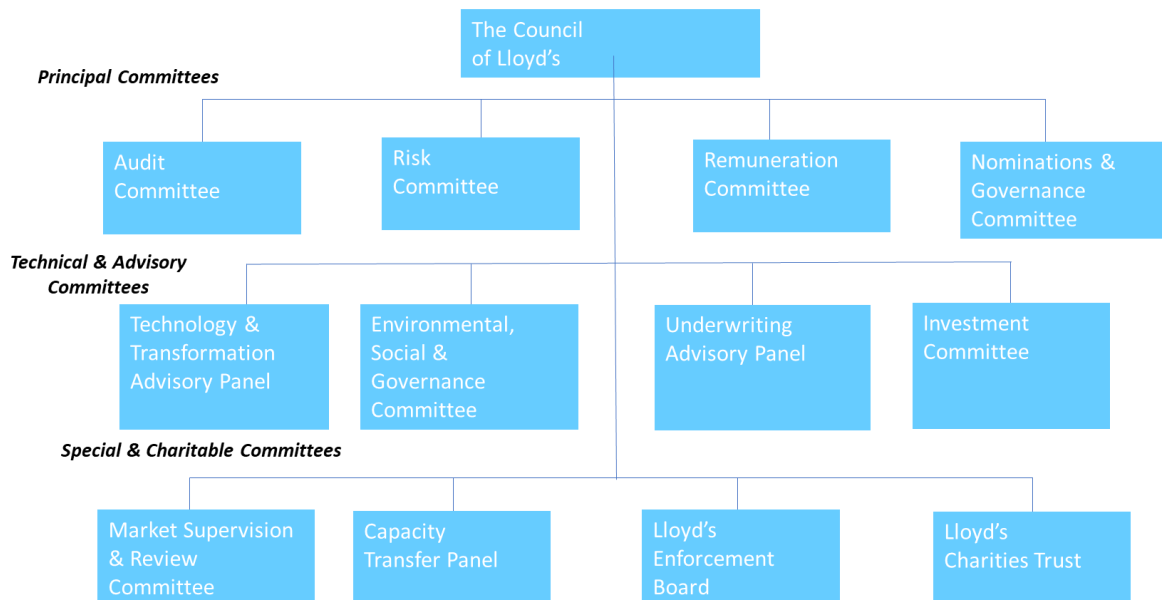 The Council
of Lloyd's
Principal Committees
Audit
Committee
Risk
Committee
Remuneration
Committee
Nominations &
Governance
Committee
Technical & Advisory
Committees
Technology &
Transformation
Advisory Panel
Environmental,
Social &
Governance
Committee
Underwriting
Advisory Panel
Investment
Committee
Special & Charitable Committees
Market Supervision
& Review
Committee
Capacity
Transfer Panel
Lloyd's
Enforcement
Board
Lloyd's
Charities Trust